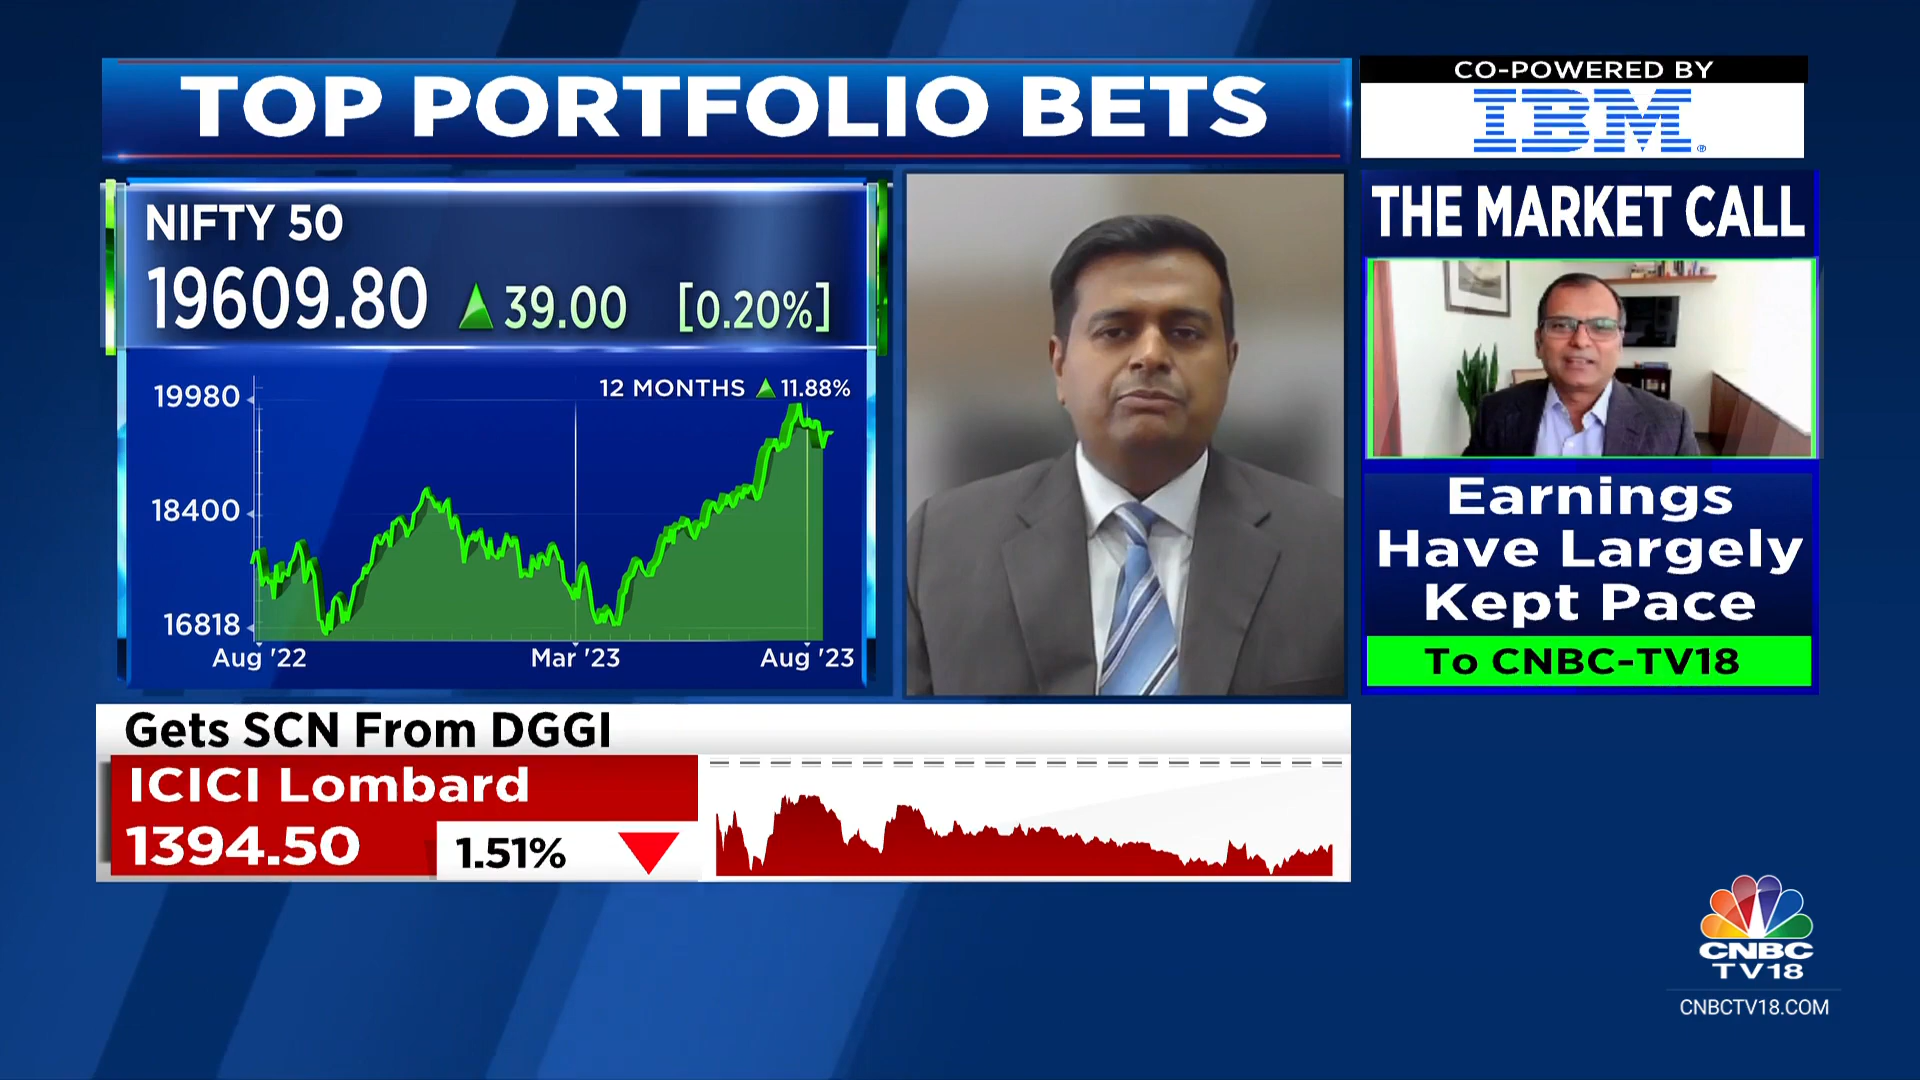 TOP PORTFOLIO BETS
CO-POWERED BY
IBM®
NIFTY 50
19609.80 ▲ 39.00 [0.20%]
12 MONTHS ▲ 11.88%
19980
18400
16818
Aug '22 Mar '23 Aug '23
THE MARKET CALL
Earnings
Have Largely
Kept Pace
To CNBC-TV18
Gets SCN From DGGI
ICICI Lombard
1394.50 1.51% ▼
CNBC
TV18
CNBCTV18.COM